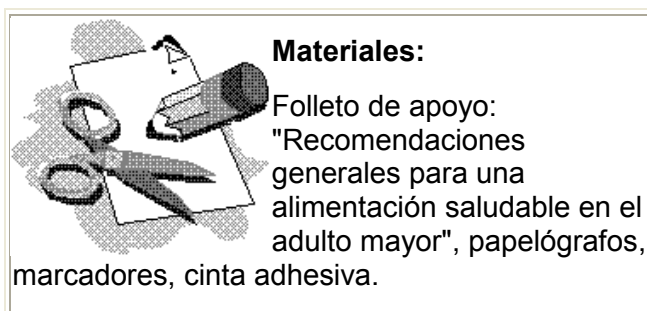 Materiales:
Folleto de apoyo:
"Recomendaciones
generales para una
alimentación saludable en el
adulto mayor", papelógrafos,
marcadores, cinta adhesiva.